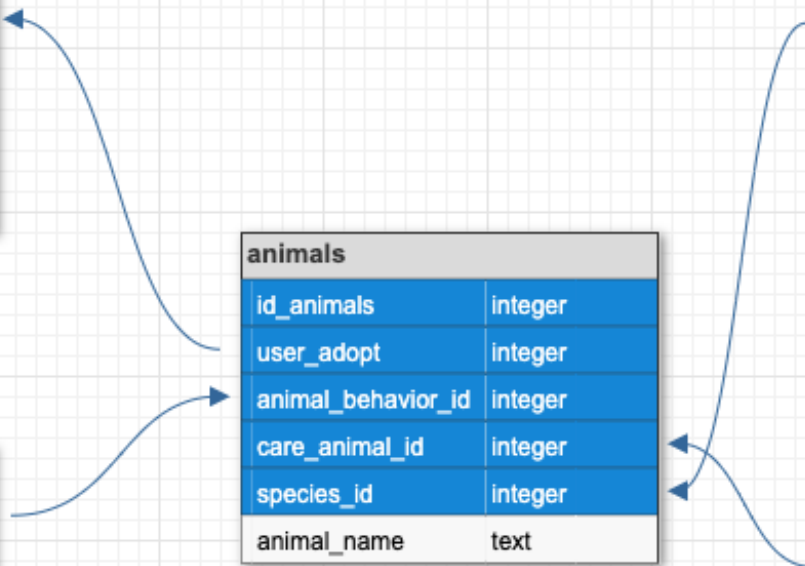 animals
id_animals integer
user_adopt integer
animal_behavior_id integer
care_animal_id integer
species_id integer
animal_name text